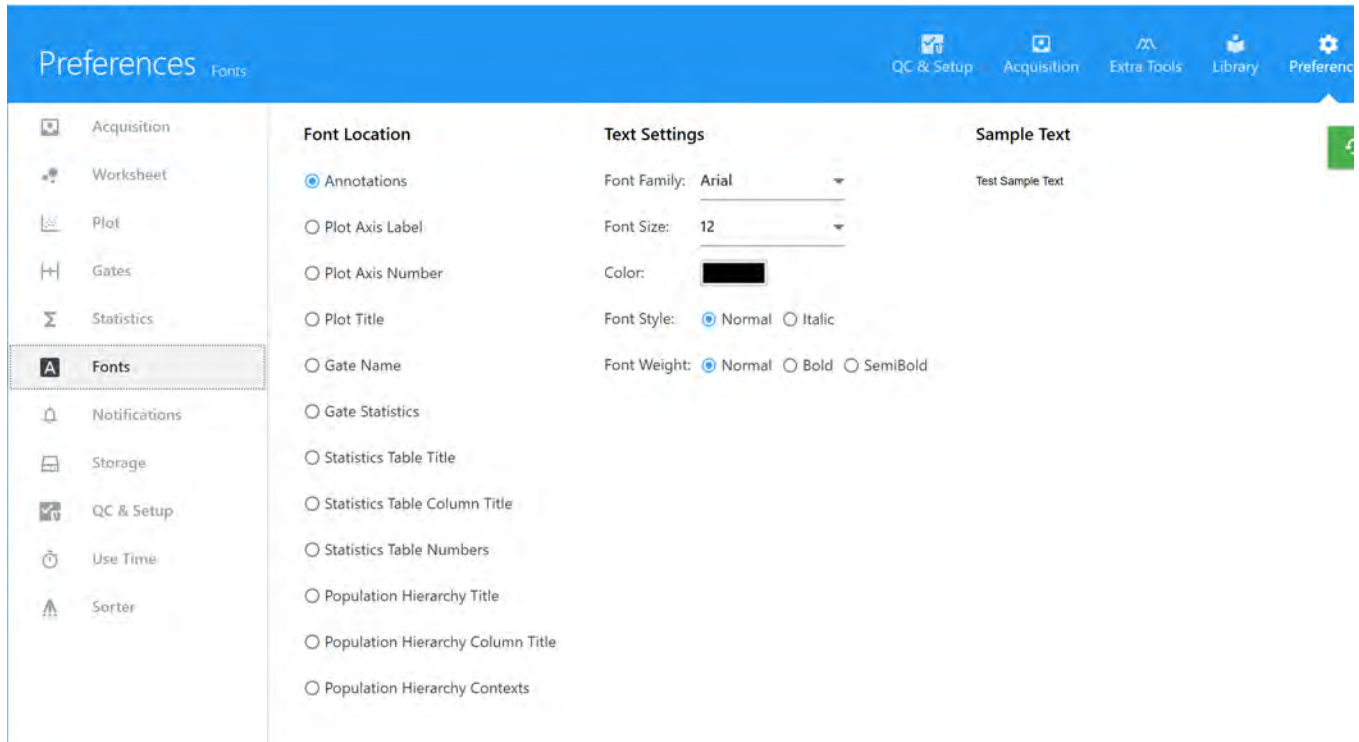 Preferences Fonts
QC & Setup Acquisition Extra Tools Library Preferenc
Acquisition
Worksheet
Plot
Gates
Statistics
Fonts
Notifications
Storage
QC & Setup
Use Time
Sorter
Font Location
Annotations
Plot Axis Label
Plot Axis Number
Plot Title
Gate Name
Gate Statistics
Statistics Table Title
Statistics Table Column Title
Statistics Table Numbers
Population Hierarchy Title
Population Hierarchy Column Title
Population Hierarchy Contexts
Text Settings
Font Family: Arial
Font Size: 12
Color:
Font Style: Normal Italic
Font Weight: Normal Bold SemiBold
Sample Text
Test Sample Text